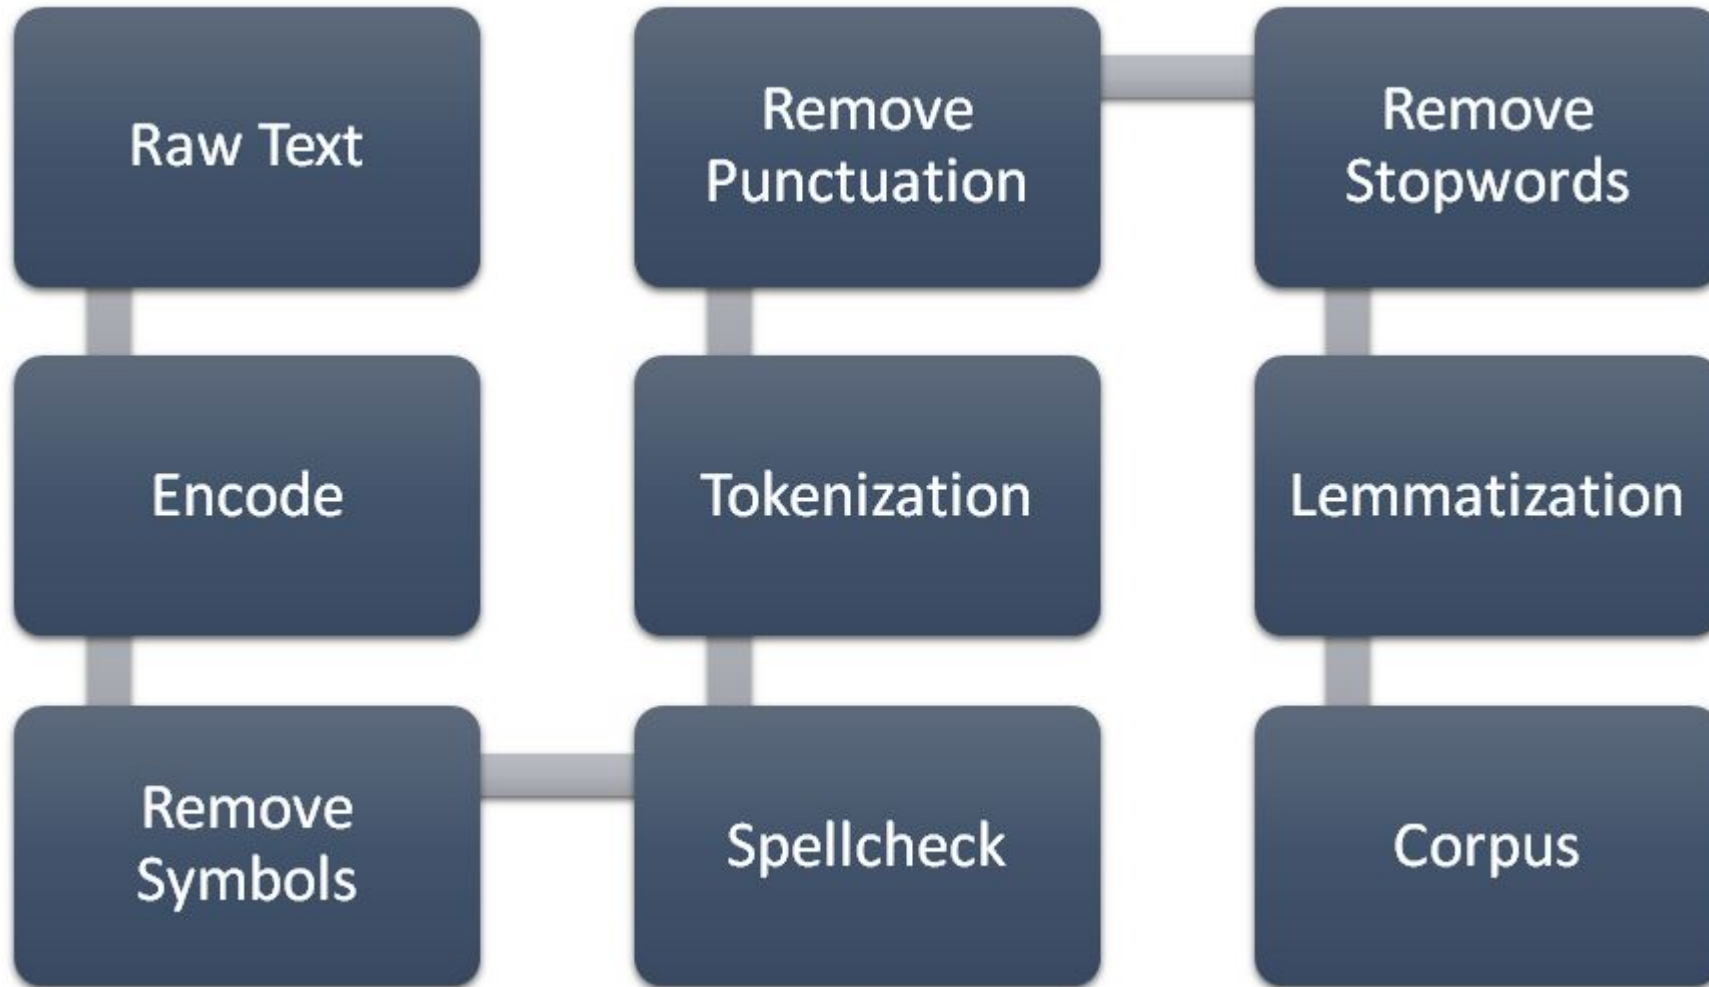 Raw Text
Encode
Remove
Symbols
Spellcheck
Tokenization
Remove
Punctuation
Remove
Stopwords
Lemmatization
Corpus